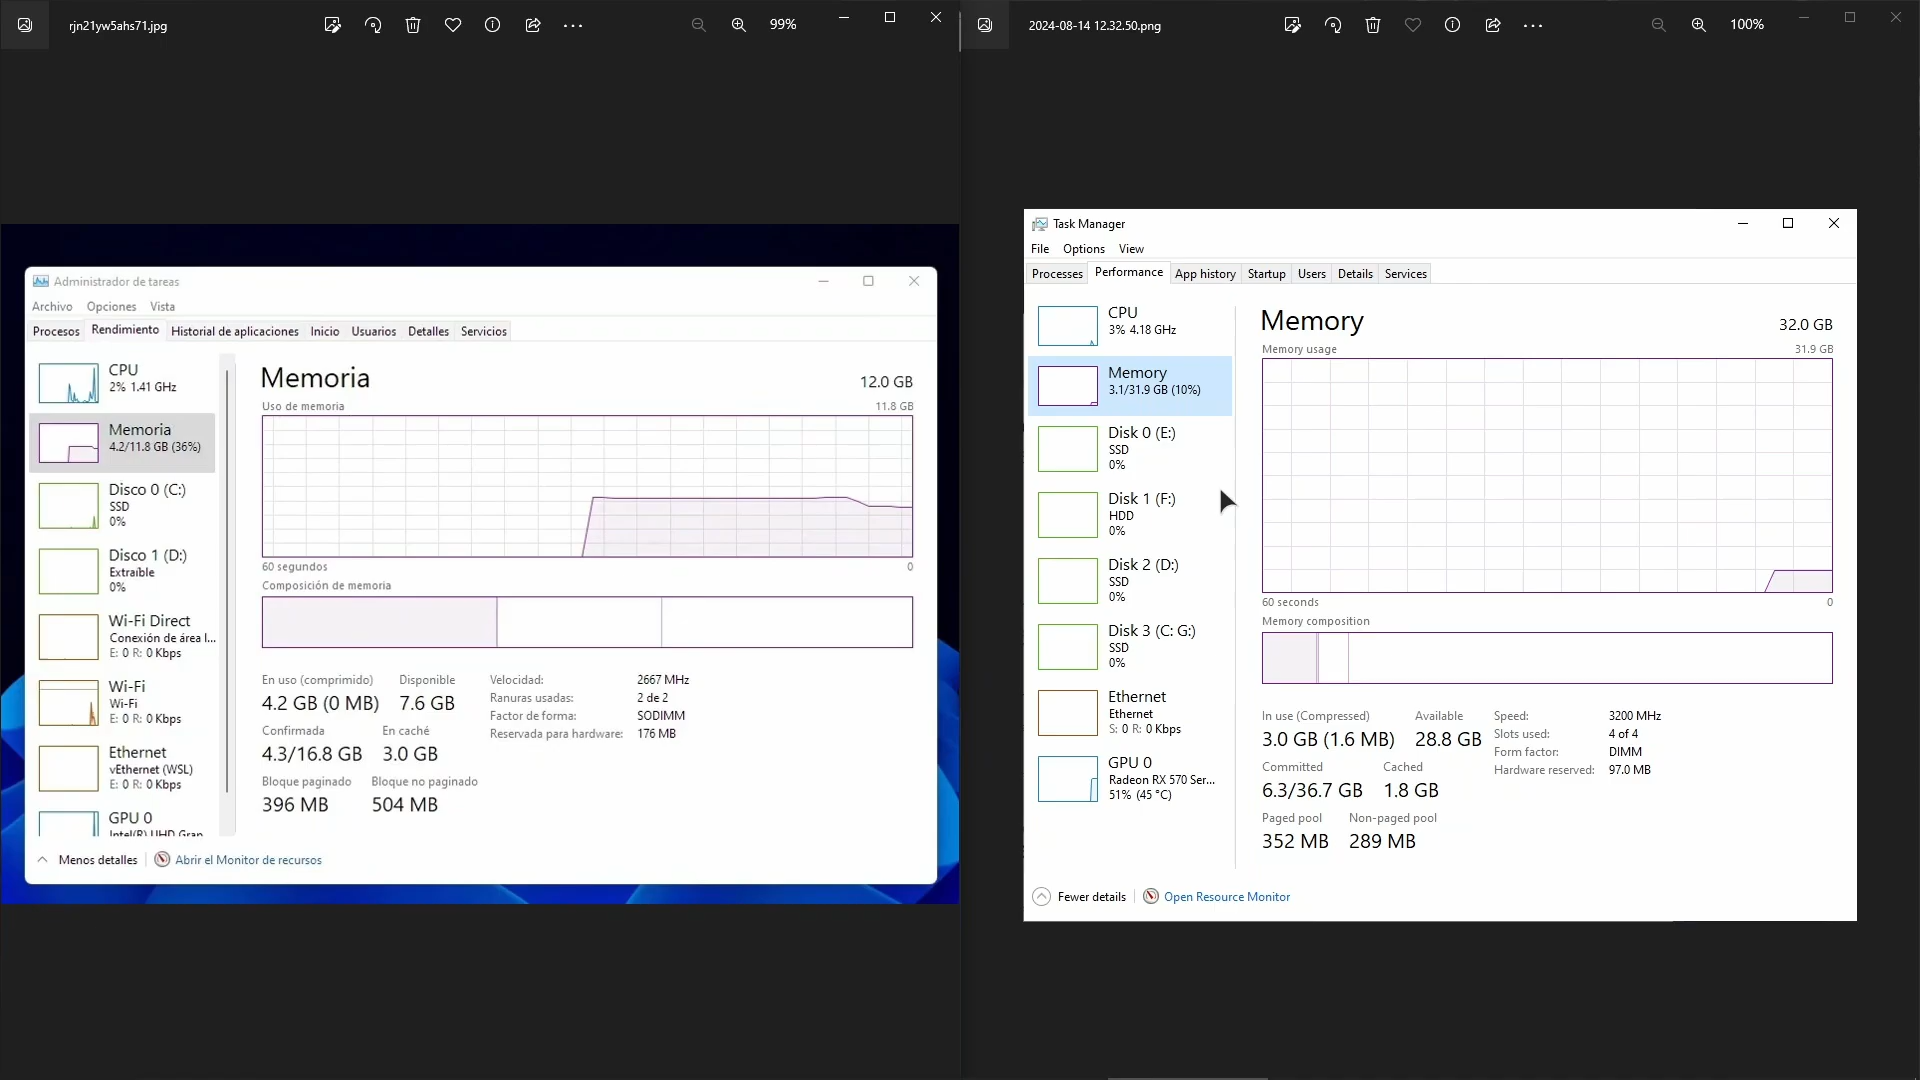 rjn21yw5ahs71.jpg
99%
Administrador de tareas
Archivo Opciones Vista
Procesos Rendimiento Historial de aplicaciones Inicio Usuarios Detalles Servicios
CPU
2% 1.41 GHz
Memoria
4.2/11.8 GB (36%)
Disco 0 (C:)
SSD
0%
Disco 1 (D:)
Extraíble
0%
Wi-Fi Direct
Conexión de área l...
E: 0 R: 0 Kbps
Wi-Fi
Wi-Fi
E: 0 R: 0 Kbps
Ethernet
vEthernet (WSL)
E: 0 R: 0 Kbps
GPU 0
Intel(R) UHD Grap
Memoria 12.0 GB
Uso de memoria 11.8 GB
60 segundos 0
Composición de memoria
En uso (comprimido) Disponible
4.2 GB (0 MB) 7.6 GB
Confirmada En caché
4.3/16.8 GB 3.0 GB
Bloque paginado Bloque no paginado
396 MB 504 MB
Velocidad: 2667 MHz
Ranuras usadas: 2 de 2
Factor de forma: SODIMM
Reservada para hardware: 176 MB
Menos detalles Abrir el Monitor de recursos
2024-08-14 12.32.50.png
100%
Task Manager
File Options View
Processes Performance App history Startup Users Details Services
CPU
3% 4.18 GHz
Memory
3.1/31.9 GB (10%)
Disk 0 (E:)
SSD
0%
Disk 1 (F:)
HDD
0%
Disk 2 (D:)
SSD
0%
Disk 3 (C: G:)
SSD
0%
Ethernet
Ethernet
S: 0 R: 0 Kbps
GPU 0
Radeon RX 570 Ser...
51% (45 °C)
Memory 32.0 GB
Memory usage 31.9 GB
60 seconds 0
Memory composition
In use (Compressed) Available
3.0 GB (1.6 MB) 28.8 GB
Committed Cached
6.3/36.7 GB 1.8 GB
Paged pool Non-paged pool
352 MB 289 MB
Speed: 3200 MHz
Slots used: 4 of 4
Form factor: DIMM
Hardware reserved: 97.0 MB
Fewer details Open Resource Monitor